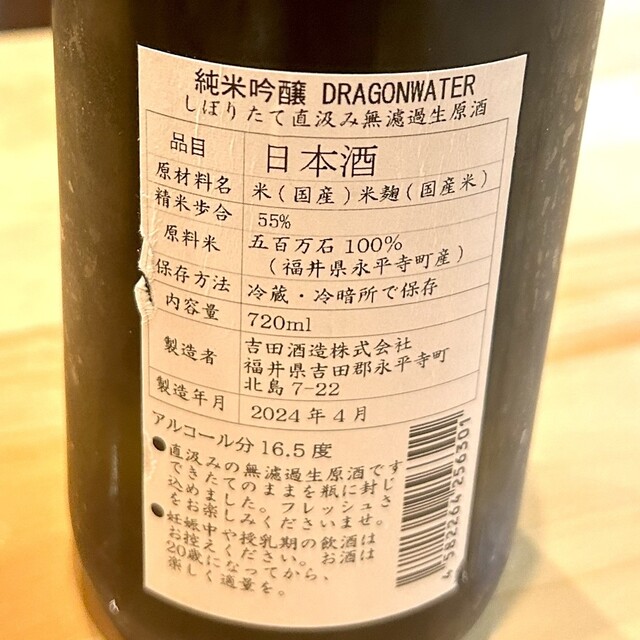 純米吟醸 DRAGONWATER
しぼりたて直汲み無濾過生原酒
品目 日本酒
原材料名 米(国産)米麹(国産米)
精米歩合 55%
原料米 五百万石 100%
(福井県永平寺町産)
保存方法 冷蔵・冷暗所で保存
内容量 720ml
製造者 吉田酒造株式会社
福井県吉田郡永平寺町
北島7-22
製造年月 2024年4月
アルコール分 16.5度
●直汲みの無濾過生原酒です
できたてのままを瓶に封じ
込めました。フレッシュさ
をお楽しみくださいませ。
●妊娠中や授乳期の飲酒は
お控えください。お酒は
20歳になってから、
楽しく適量を。
4582264256301